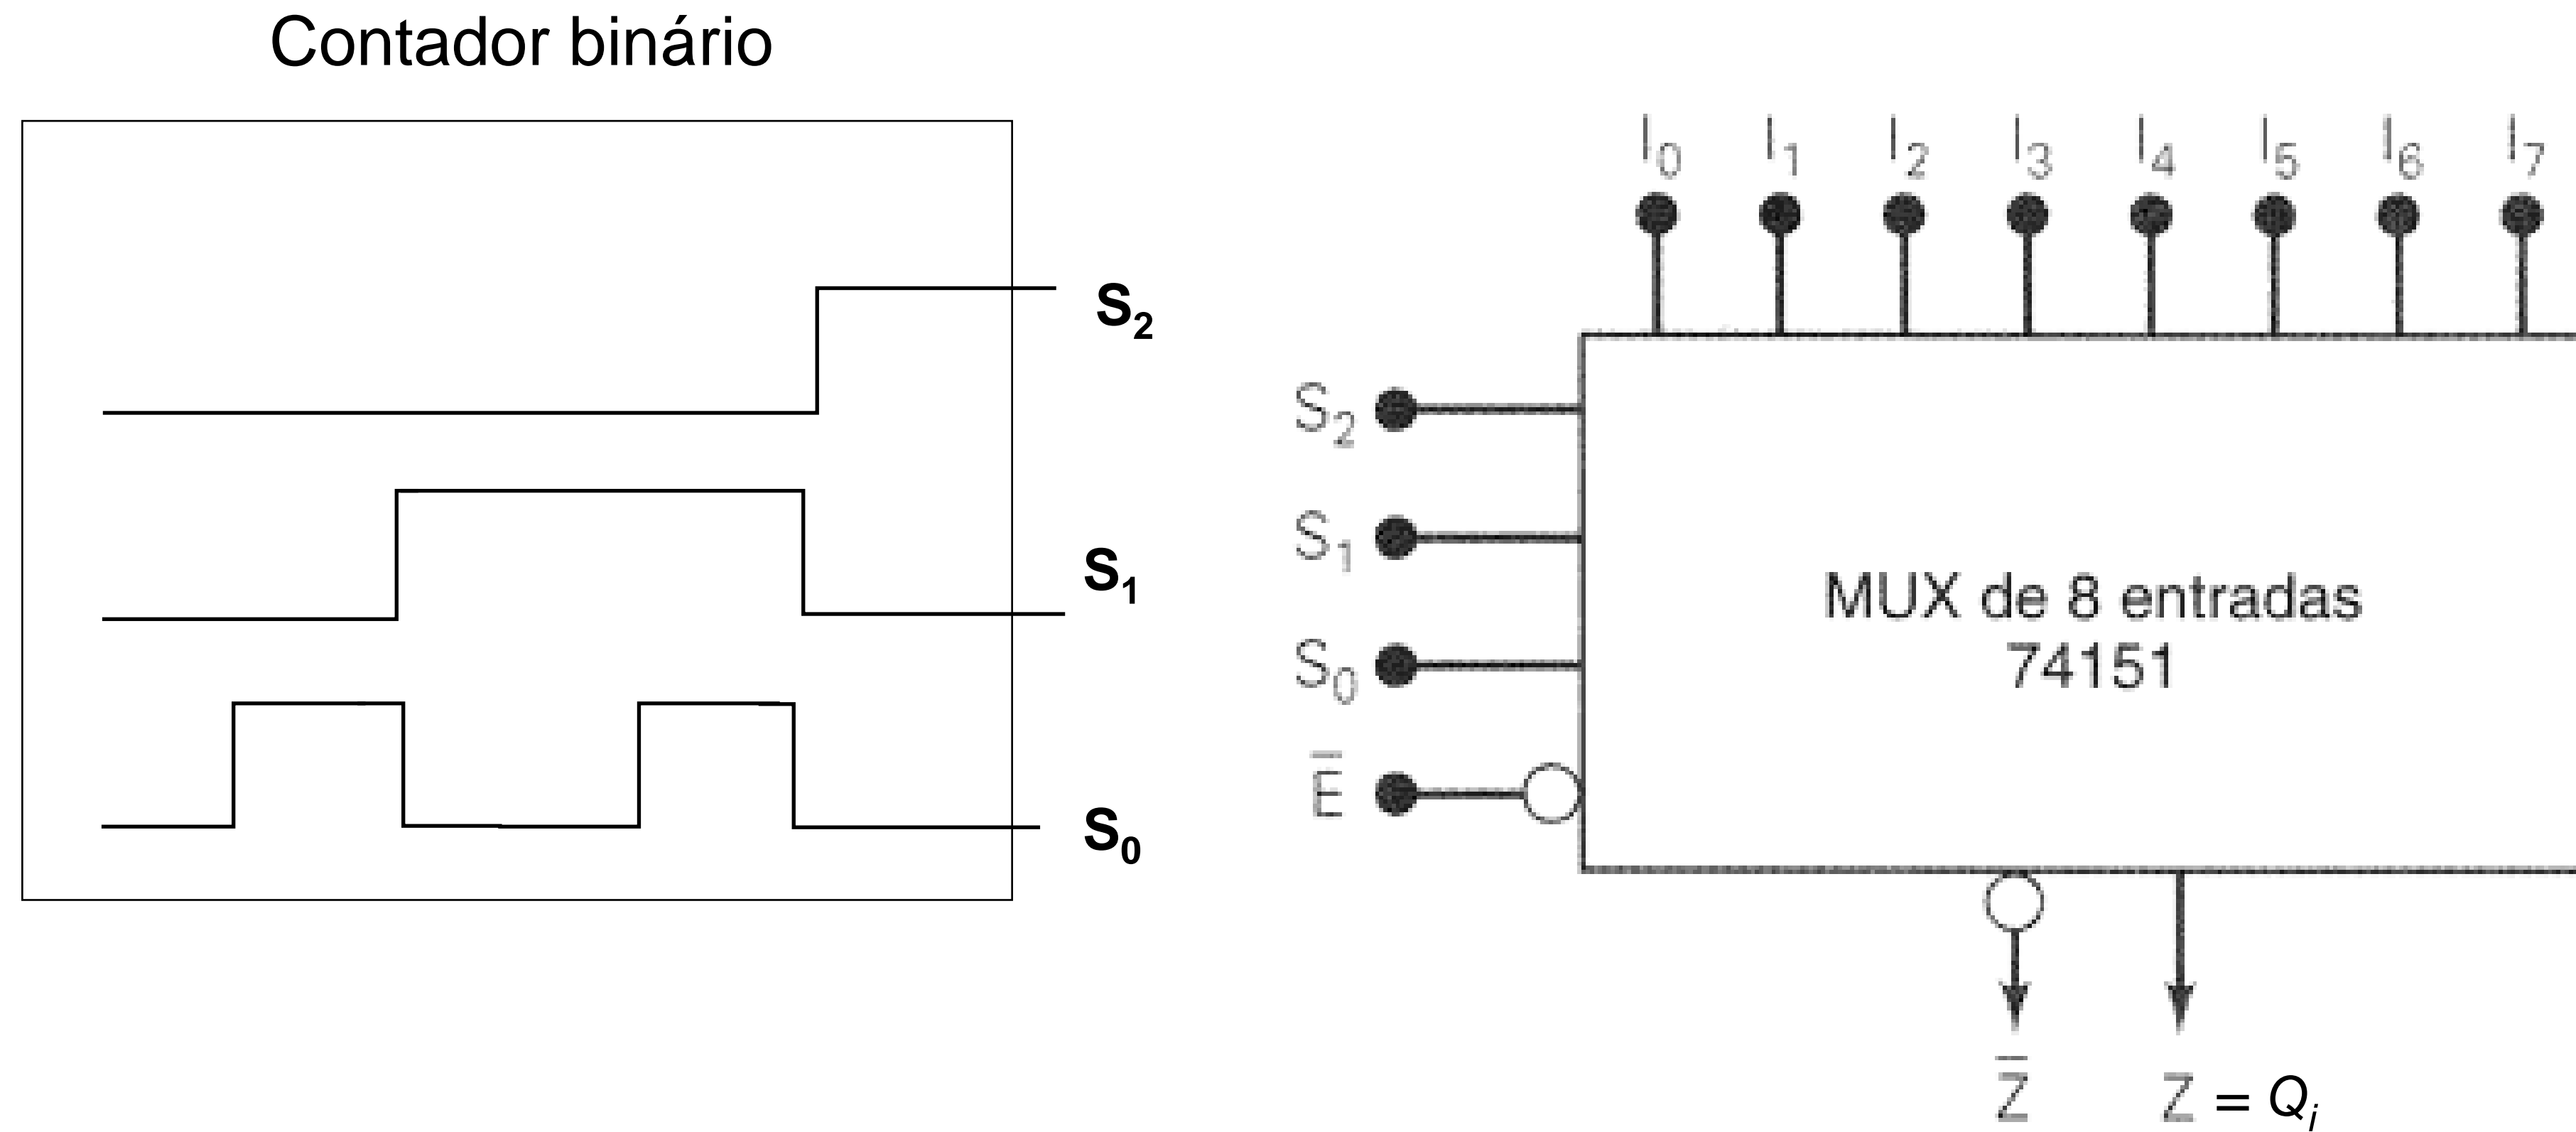 Contador binário
S₂
S₁
S₀
I₀ I₁ I₂ I₃ I₄ I₅ I₆ I₇
S₂
S₁
S₀
E̅
MUX de 8 entradas
74151
Z̅ Z = Qᵢ